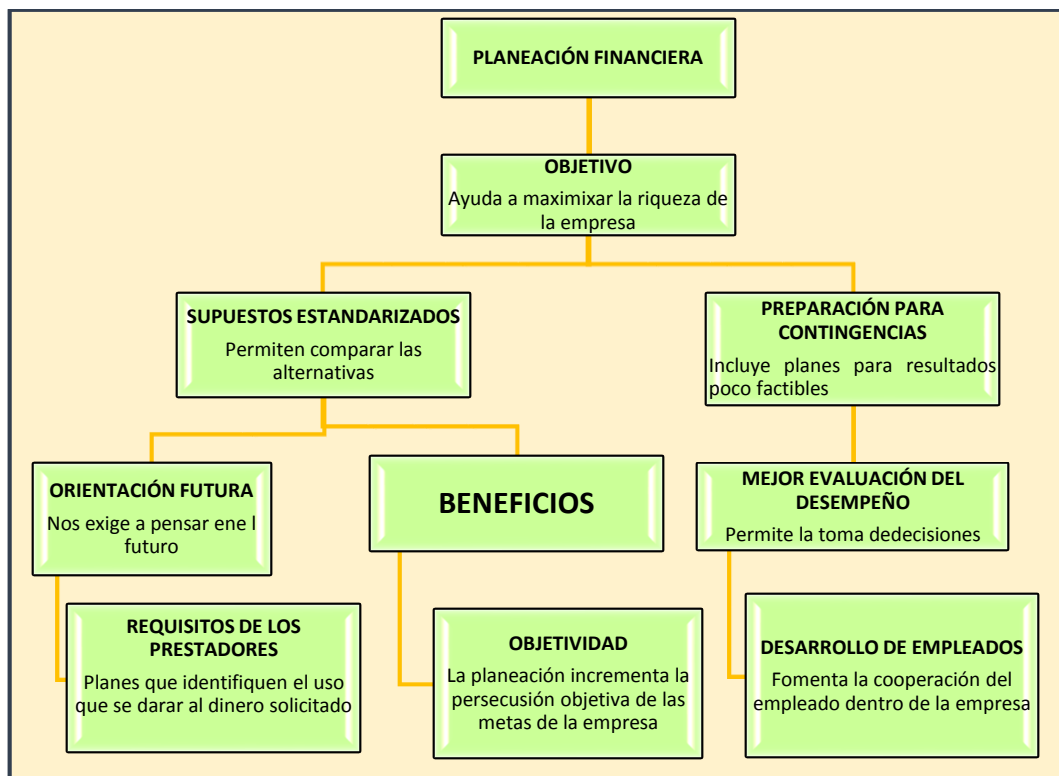 PLANEACIÓN FINANCIERA
OBJETIVO
Ayuda a maximixar la riqueza de
la empresa
SUPUESTOS ESTANDARIZADOS
Permiten comparar las
alternativas
PREPARACIÓN PARA
CONTINGENCIAS
Incluye planes para resultados
poco factibles
ORIENTACIÓN FUTURA
Nos exige a pensar ene l
futuro
BENEFICIOS
MEJOR EVALUACIÓN DEL
DESEMPEÑO
Permite la toma dedecisiones
REQUISITOS DE LOS
PRESTADORES
Planes que identifiquen el uso
que se darar al dinero solicitado
OBJETIVIDAD
La planeación incrementa la
persecusión objetiva de las
metas de la empresa
DESARROLLO DE EMPLEADOS
Fomenta la cooperación del
empleado dentro de la empresa